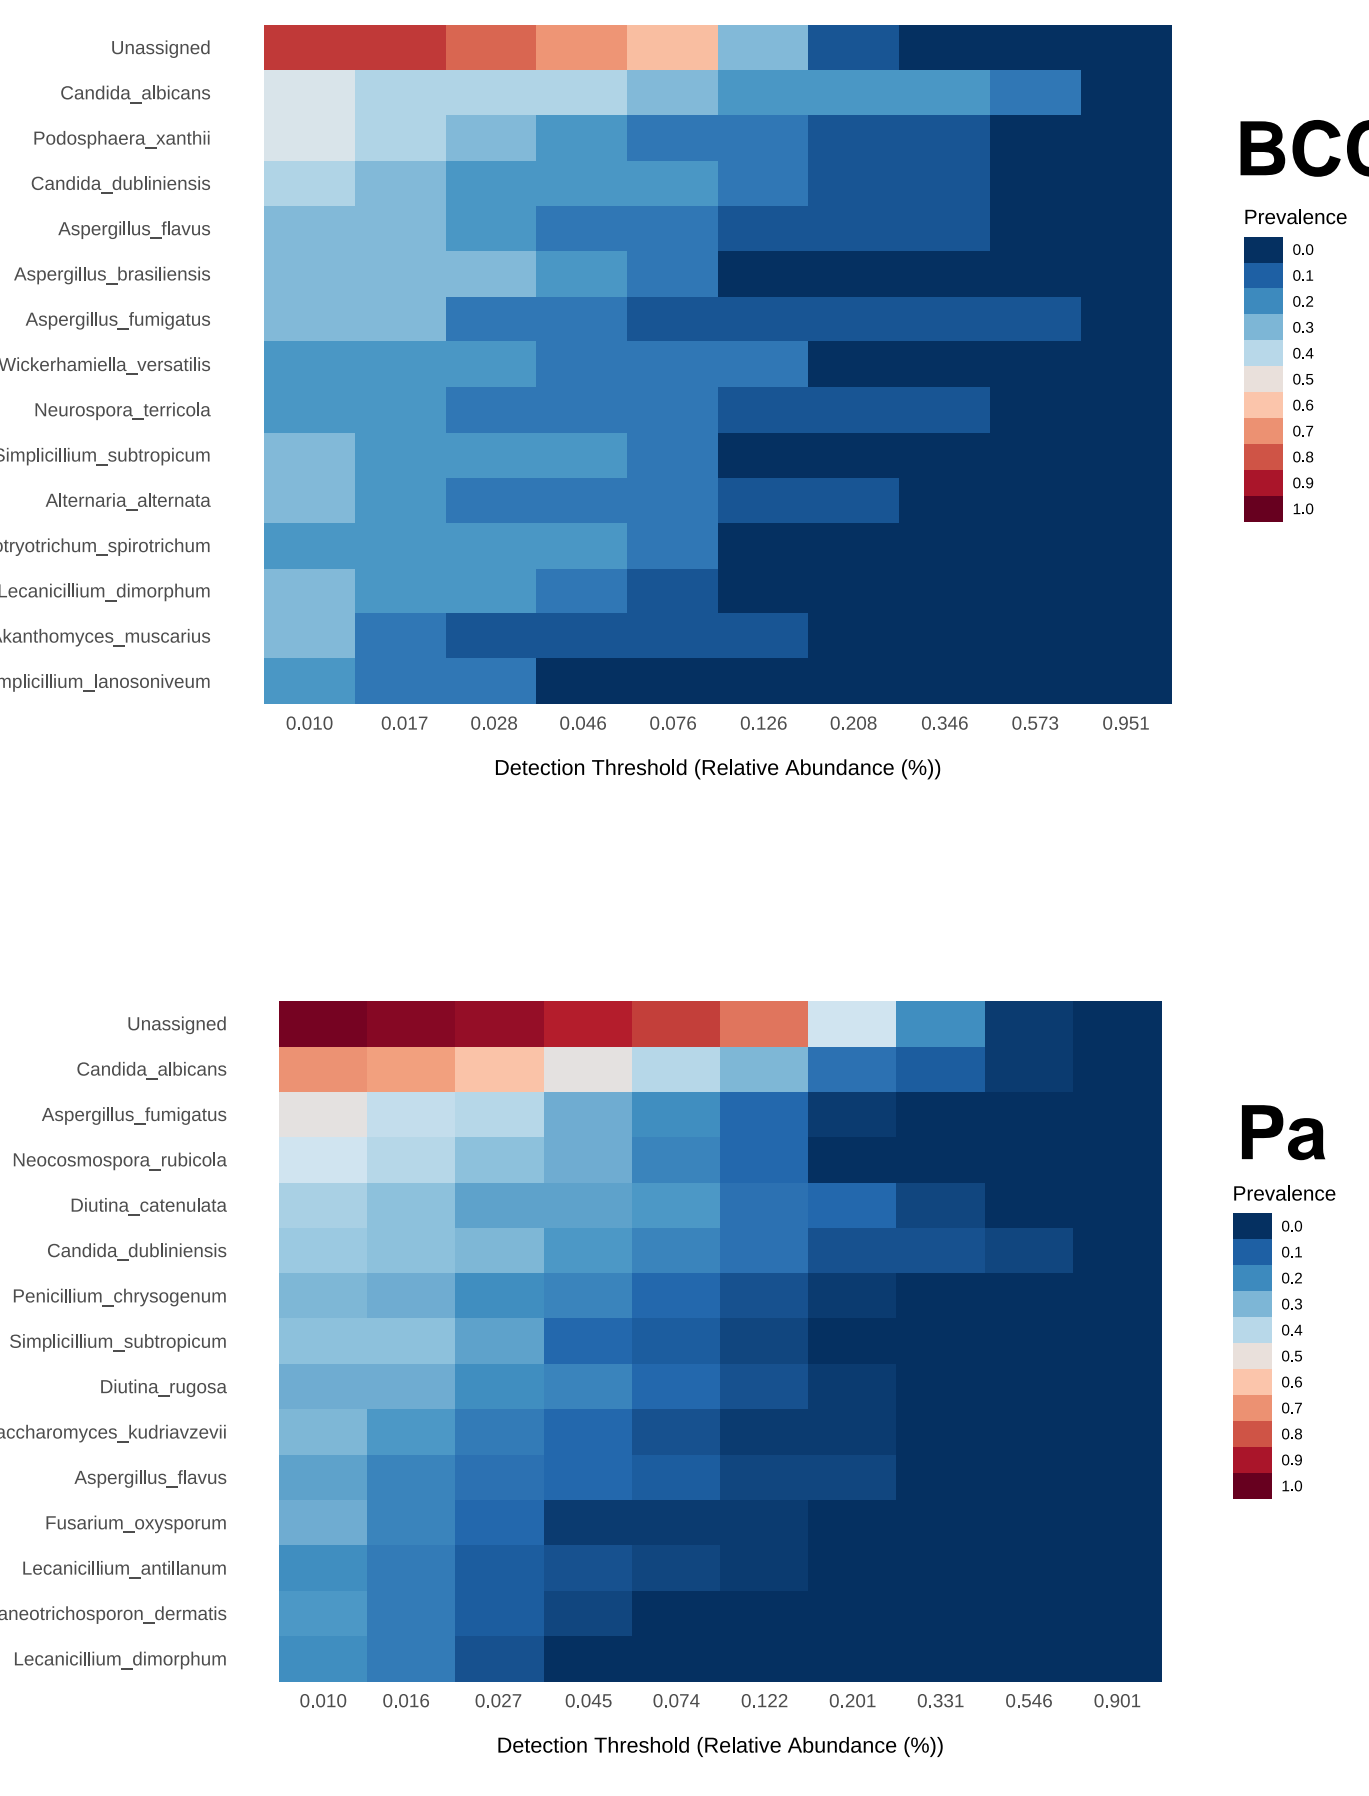 Unassigned
Candida_albicans
Podosphaera_xanthii
Candida_dubliniensis
Aspergillus_flavus
Aspergillus_brasiliensis
Aspergillus_fumigatus
Wickerhamiella_versatilis
Neurospora_terricola
Simplicillium_subtropicum
Alternaria_alternata
otryotrichum_spirotrichum
Lecanicillium_dimorphum
Akanthomyces_muscarius
mplicillium_lanosoniveum
0.010 0.017 0.028 0.046 0.076 0.126 0.208 0.346 0.573 0.951
Detection Threshold (Relative Abundance (%))
BCC
Prevalence
0.0
0.1
0.2
0.3
0.4
0.5
0.6
0.7
0.8
0.9
1.0
Unassigned
Candida_albicans
Aspergillus_fumigatus
Neocosmospora_rubicola
Diutina_catenulata
Candida_dubliniensis
Penicillium_chrysogenum
Simplicillium_subtropicum
Diutina_rugosa
accharomyces_kudriavzevii
Aspergillus_flavus
Fusarium_oxysporum
Lecanicillium_antillanum
aneotrichosporon_dermatis
Lecanicillium_dimorphum
0.010 0.016 0.027 0.045 0.074 0.122 0.201 0.331 0.546 0.901
Detection Threshold (Relative Abundance (%))
Pa
Prevalence
0.0
0.1
0.2
0.3
0.4
0.5
0.6
0.7
0.8
0.9
1.0